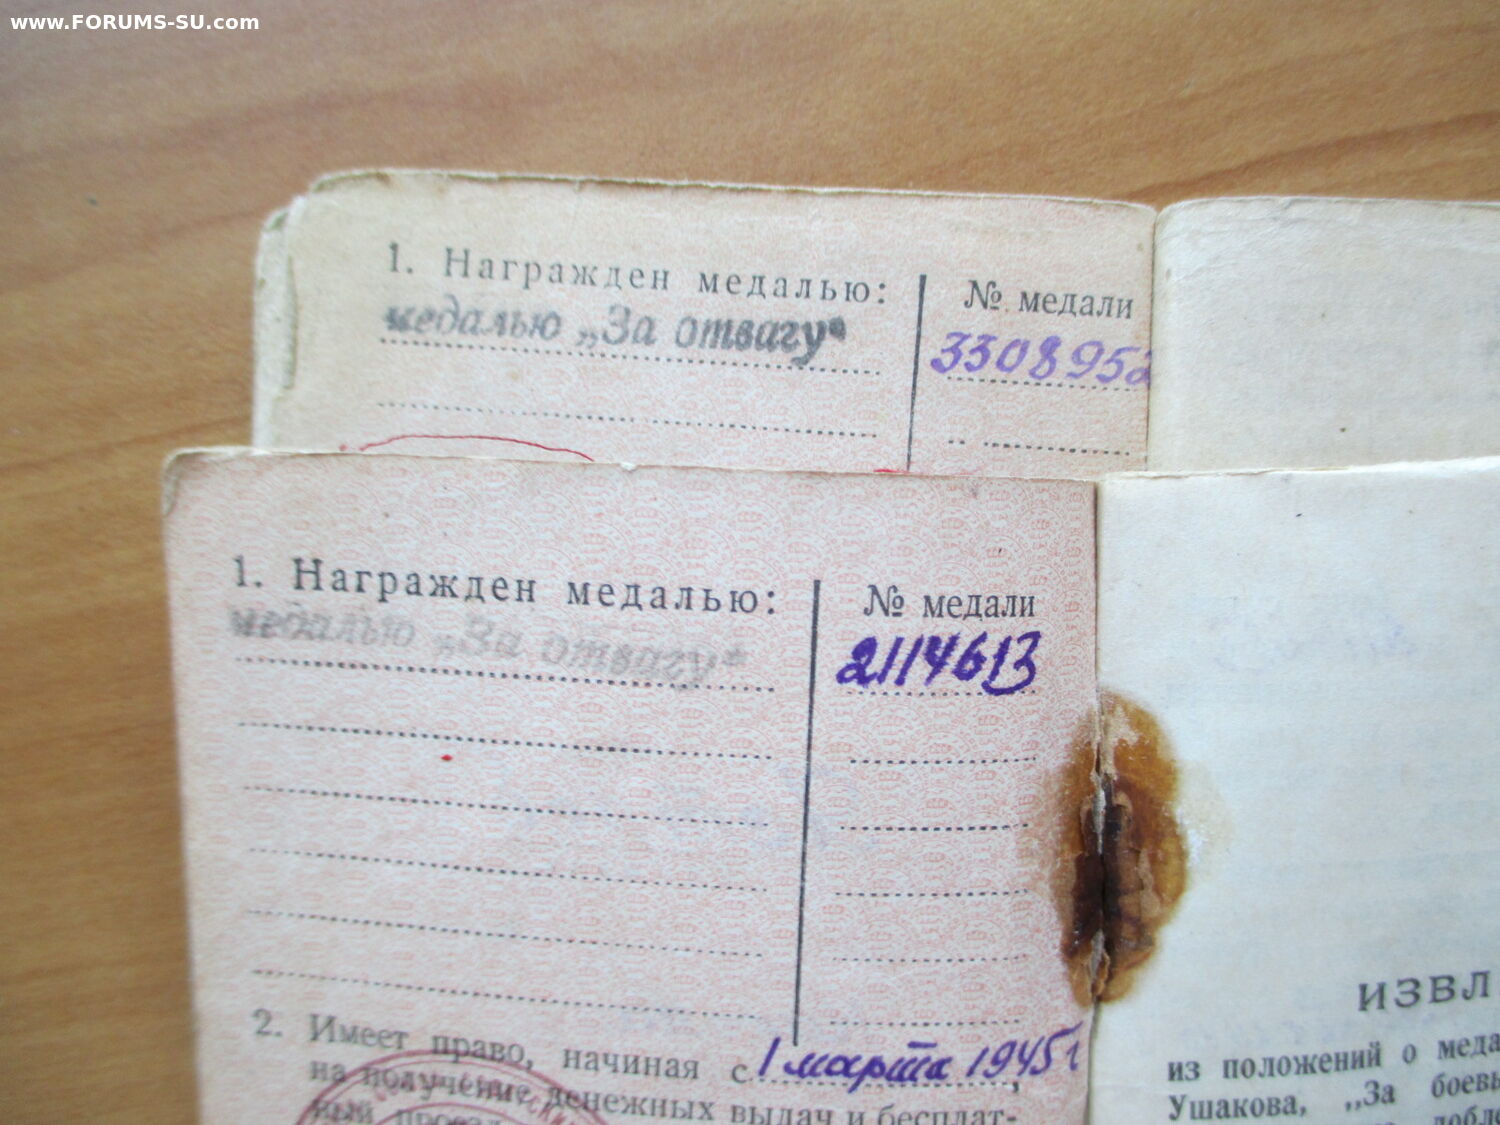 www.FORUMS-SU.com
1. Награжден медалью:
№ медали
медалью „За отвагу“
3308952
1. Награжден медалью:
№ медали
медалью „За отвагу“
2114613
2. Имеет право, начиная с 1 марта 1945 г,
на получение денежных выдач и бесплат-
ный
ИЗВЛ
из положений о меда
Ушакова, „За боевы
добле